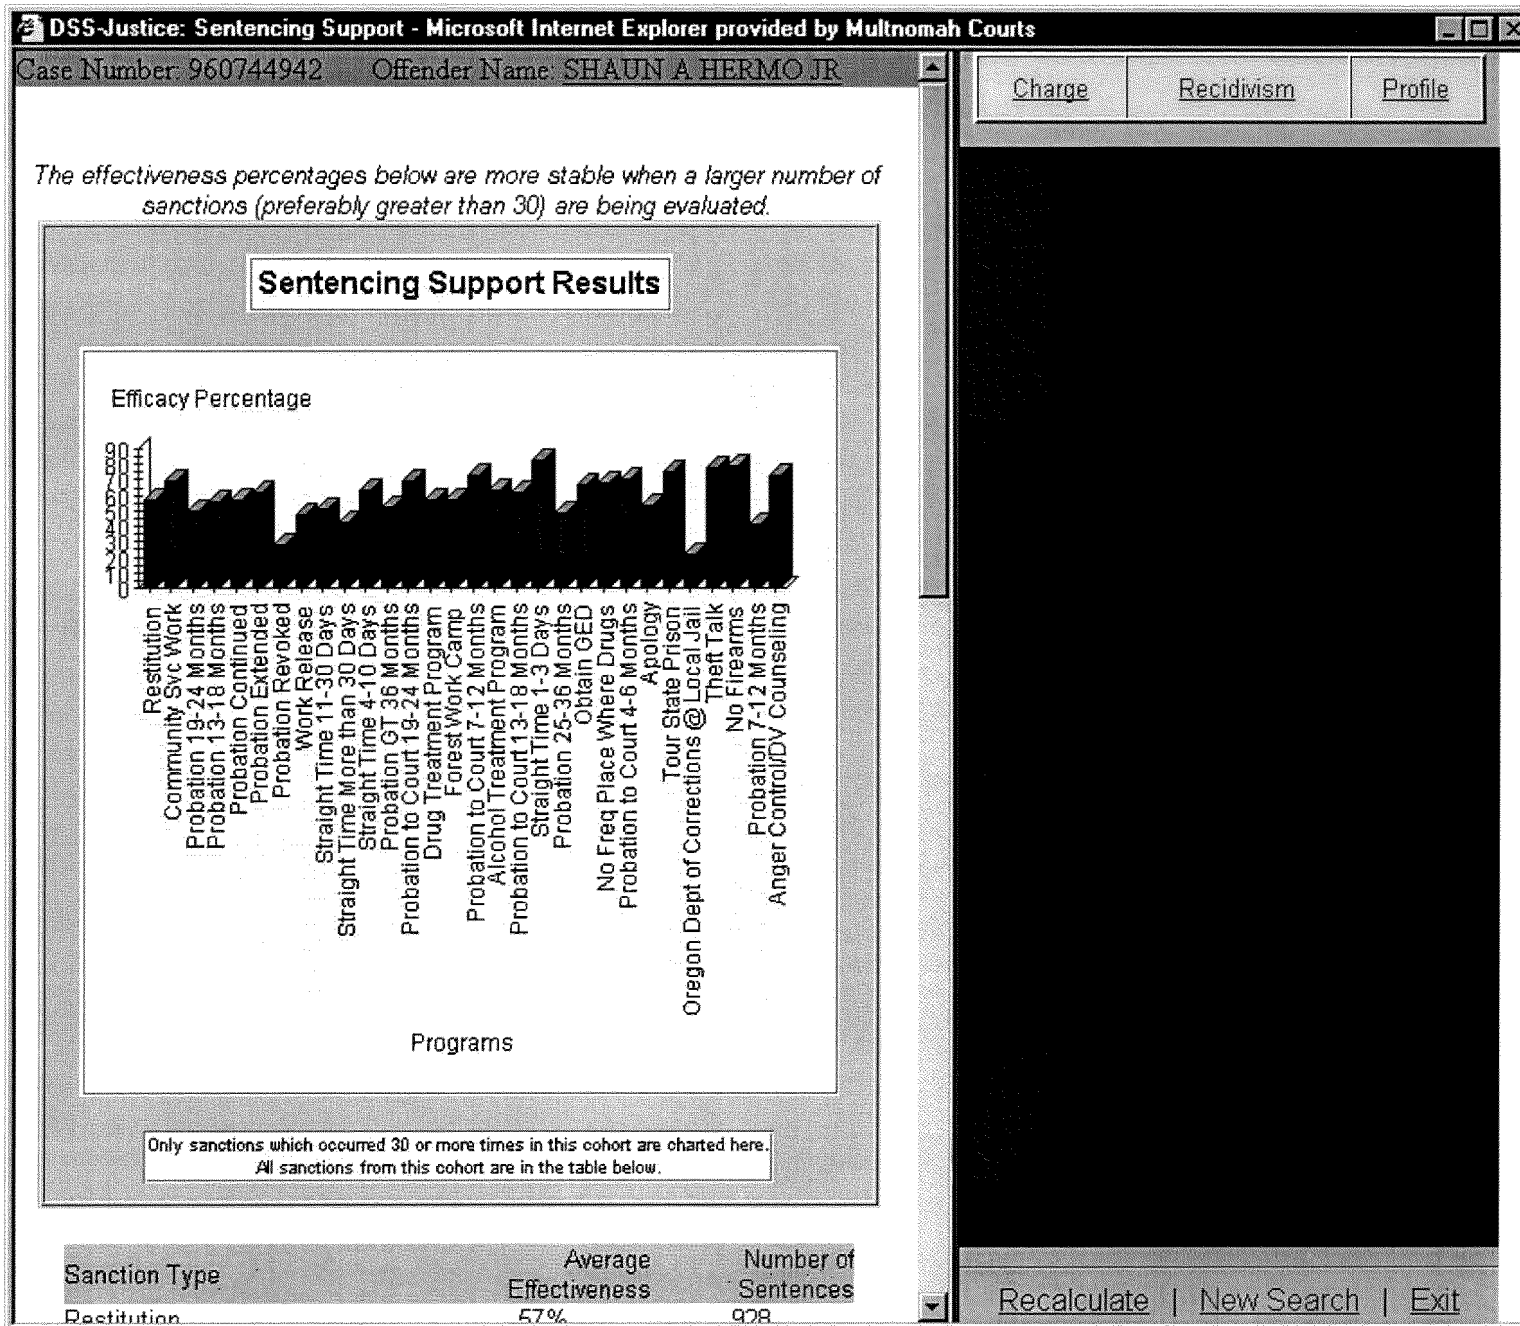 DSS-Justice: Sentencing Support - Microsoft Internet Explorer provided by Multnomah Courts
Case Number: 960744942 Offender Name: SHAUN A HERMO JR
Charge
Recidivism
Profile
The effectiveness percentages below are more stable when a larger number of
sanctions (preferably greater than 30) are being evaluated.
Sentencing Support Results
Efficacy Percentage
90
80
70
60
50
40
30
20
10
0
Restitution
Community Svc Work
Probation 19-24 Months
Probation 13-18 Months
Probation Continued
Probation Extended
Probation Revoked
Work Release
Straight Time 11-30 Days
Straight Time More than 30 Days
Straight Time 4-10 Days
Probation GT 36 Months
Probation to Court 19-24 Months
Drug Treatment Program
Forest Work Camp
Probation to Court 7-12 Months
Alcohol Treatment Program
Probation to Court 13-18 Months
Straight Time 1-3 Days
Probation 25-36 Months
Obtain GED
No Freq Place Where Drugs
Probation to Court 4-6 Months
Apology
Tour State Prison
Oregon Dept of Corrections @ Local Jail
Theft Talk
No Firearms
Probation 7-12 Months
Anger Control/DV Counseling
Programs
Only sanctions which occurred 30 or more times in this cohort are charted here.
All sanctions from this cohort are in the table below.
Sanction Type
Average
Effectiveness
Number of
Sentences
Restitution 57% 928
Recalculate | New Search | Exit